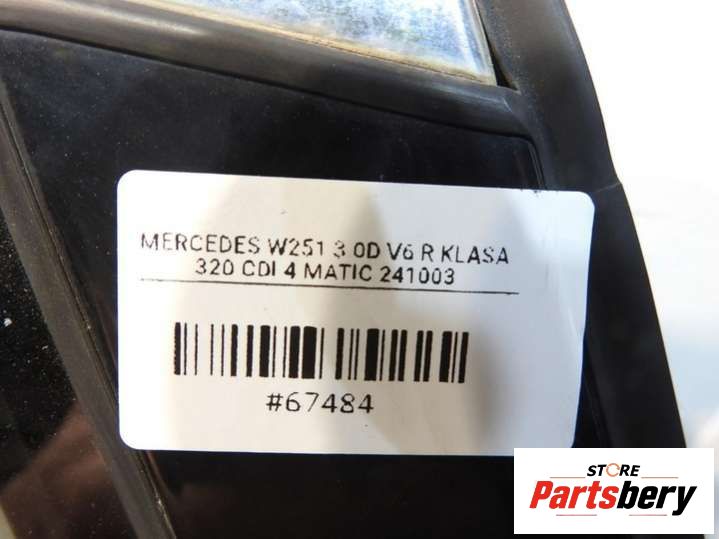 MERCEDES W251 3.0D V6 R KLASA
320 CDI 4 MATIC 241003
#67484
STORE
Partsbery